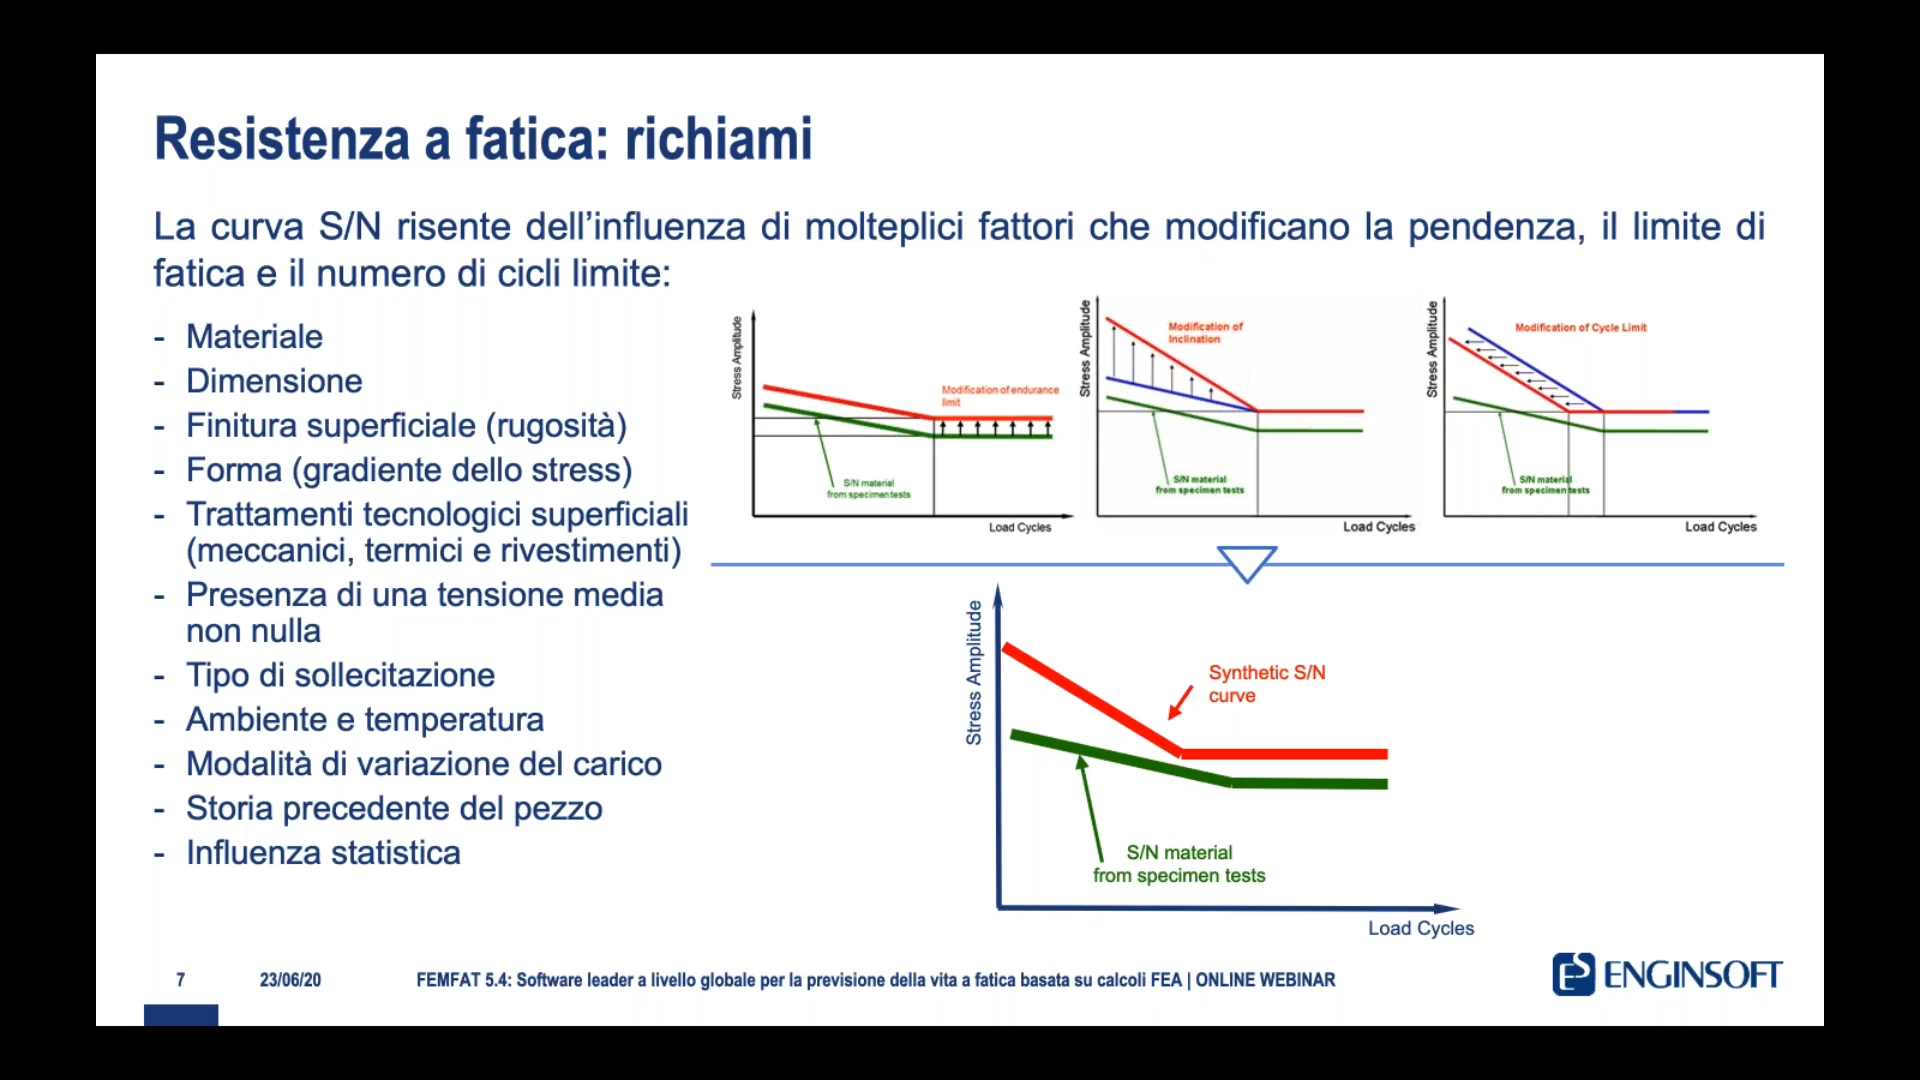 Resistenza a fatica: richiami
La curva S/N risente dell’influenza di molteplici fattori che modificano la pendenza, il limite di
fatica e il numero di cicli limite:
- Materiale
- Dimensione
- Finitura superficiale (rugosità)
- Forma (gradiente dello stress)
- Trattamenti tecnologici superficiali
(meccanici, termici e rivestimenti)
- Presenza di una tensione media
non nulla
- Tipo di sollecitazione
- Ambiente e temperatura
- Modalità di variazione del carico
- Storia precedente del pezzo
- Influenza statistica
Stress Amplitude
Modification of endurance
limit
S/N material
from specimen tests
Load Cycles
Stress Amplitude
Modification of
Inclination
S/N material
from specimen tests
Load Cycles
Stress Amplitude
Modification of Cycle Limit
S/N material
from specimen tests
Load Cycles
Stress Amplitude
Synthetic S/N
curve
S/N material
from specimen tests
Load Cycles
7
23/06/20
FEMFAT 5.4: Software leader a livello globale per la previsione della vita a fatica basata su calcoli FEA | ONLINE WEBINAR
ES ENGINSOFT